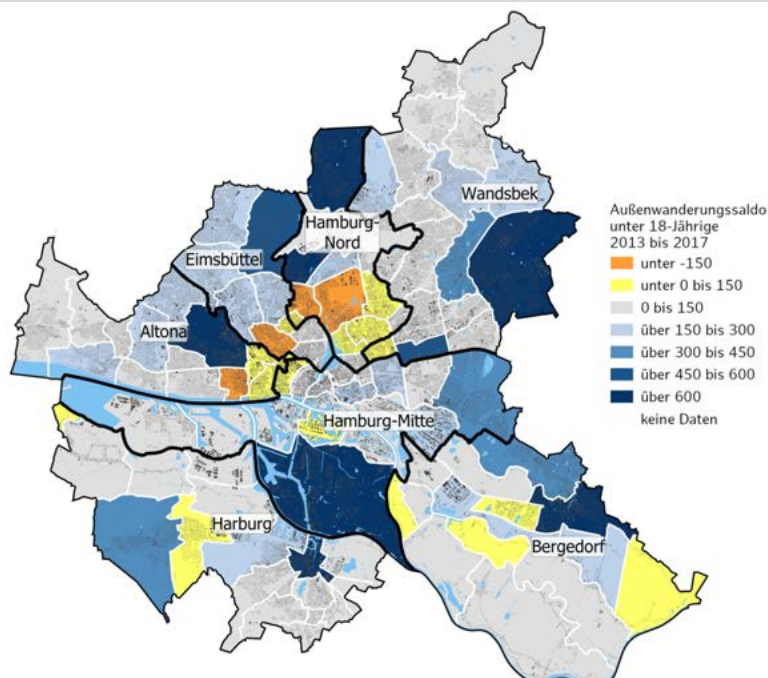 Wandsbek
Hamburg-
Nord
Eimsbüttel
Altona
Hamburg-Mitte
Harburg
Bergedorf
Außenwanderungssaldo
unter 18-Jährige
2013 bis 2017
unter -150
unter 0 bis 150
0 bis 150
über 150 bis 300
über 300 bis 450
über 450 bis 600
über 600
keine Daten